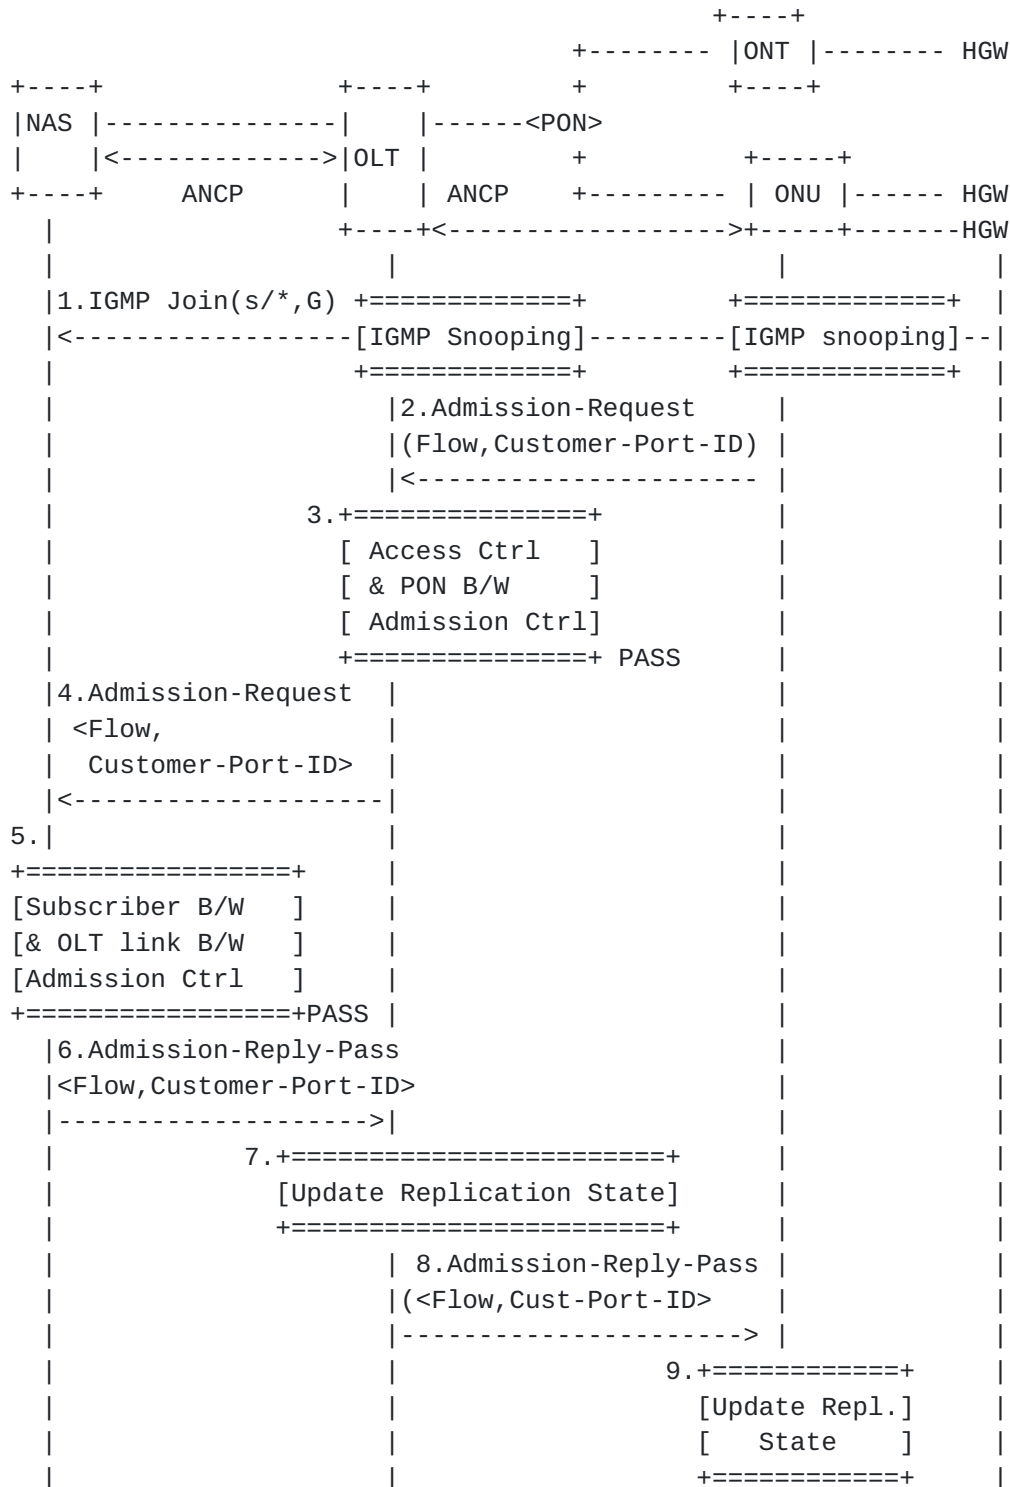 +----+
                                    +-------- |ONT |-------- HGW
+----+               +----+         +         +----+
|NAS |---------------|    |------<PON>
|    |<------------->|OLT |         +          +-----+
+----+     ANCP      |    | ANCP    +--------- | ONU |------ HGW
  |                  +----+<------------------>+-----+-------HGW
  |                     |                        |             |
  |1.IGMP Join(s/*,G) +=============+         +=============+  |
  |<------------------[IGMP Snooping]---------[IGMP snooping]--|
  |                   +=============+         +=============+  |
  |                     |2.Admission-Request     |             |
  |                     |(Flow,Customer-Port-ID) |             |
  |                     |<---------------------- |             |
  |                3.+===============+           |             |
  |                  [ Access Ctrl   ]           |             |
  |                  [ & PON B/W     ]           |             |
  |                  [ Admission Ctrl]           |             |
  |                  +===============+ PASS      |             |
  |4.Admission-Request  |                        |             |
  | <Flow,              |                        |             |
  |  Customer-Port-ID>  |                        |             |
  |<--------------------|                        |             |
5.|                     |                        |             |
+=================+     |                        |             |
[Subscriber B/W   ]     |                        |             |
[& OLT link B/W   ]     |                        |             |
[Admission Ctrl   ]     |                        |             |
+=================+PASS |                        |             |
  |6.Admission-Reply-Pass                        |             |
  |<Flow,Customer-Port-ID>                       |             |
  |-------------------->|                        |             |
  |            7.+========================+      |             |
  |              [Update Replication State]      |             |
  |              +========================+      |             |
  |                     | 8.Admission-Reply-Pass |             |
  |                     |(<Flow,Cust-Port-ID>    |             |
  |                     |----------------------> |             |
  |                     |                 9.+============+     |
  |                     |                   [Update Repl.]     |
  |                     |                   [   State    ]     |
  |                     |                   +============+     |